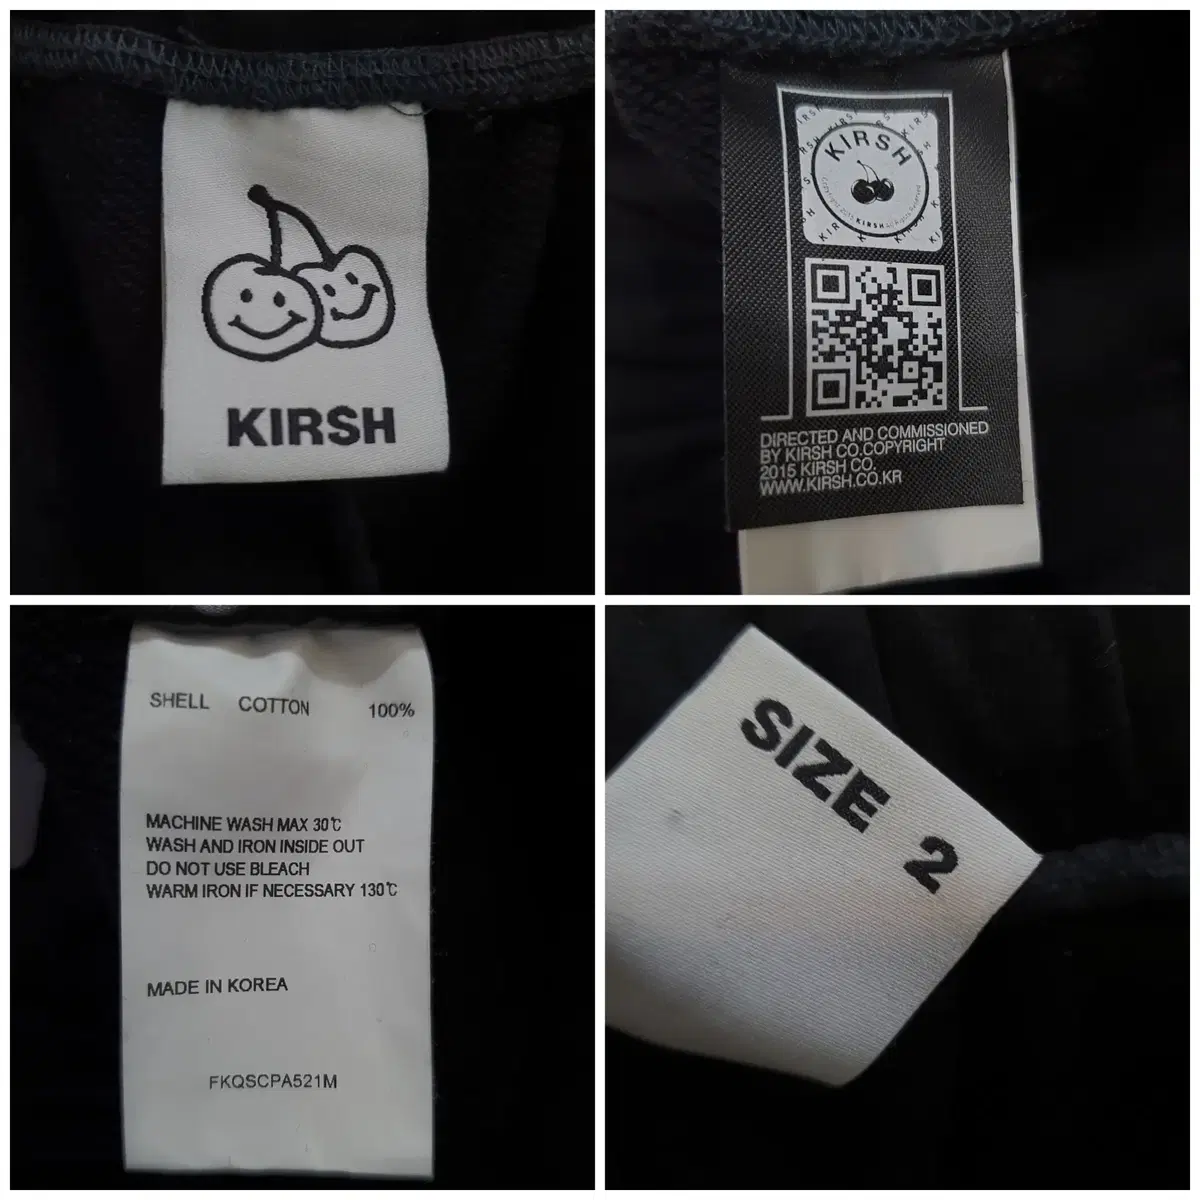 KIRSH
KIRSH
KIRSH
DIRECTED AND COMMISSIONED
BY KIRSH CO.COPYRIGHT
2015 KIRSH CO.
WWW.KIRSH.CO.KR
SHELL COTTON 100%
MACHINE WASH MAX 30℃
WASH AND IRON INSIDE OUT
DO NOT USE BLEACH
WARM IRON IF NECESSARY 130℃
MADE IN KOREA
FKQSCPA521M
SIZE 2